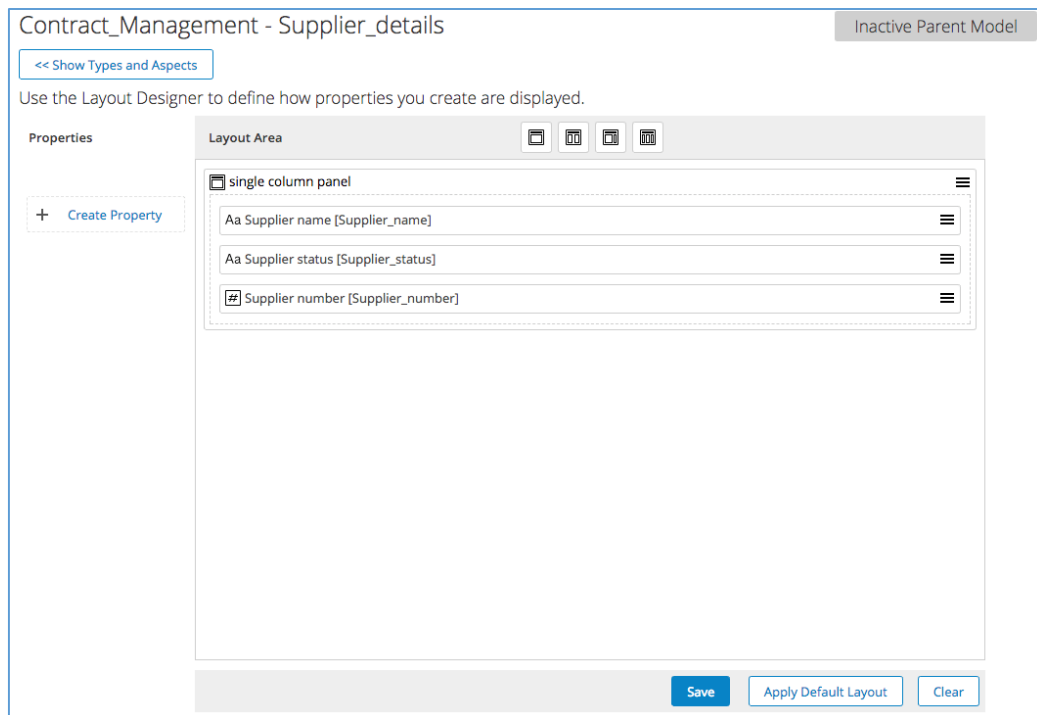 Contract_Management - Supplier_details
Inactive Parent Model
<< Show Types and Aspects
Use the Layout Designer to define how properties you create are displayed.
Properties
Layout Area
single column panel
+ Create Property
Aa Supplier name [Supplier_name]
Aa Supplier status [Supplier_status]
# Supplier number [Supplier_number]
Save
Apply Default Layout
Clear